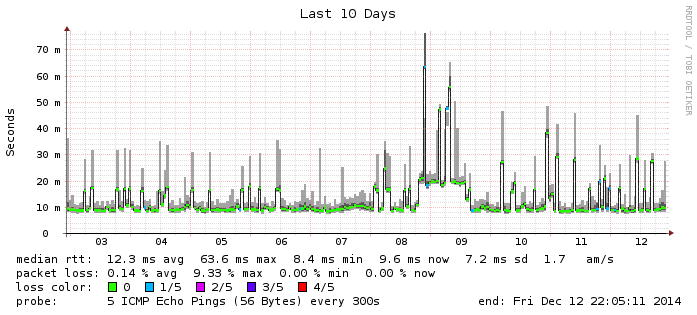 Last 10 Days
RRDTOOL / TOBI OETIKER
Seconds
70 m
60 m
50 m
40 m
30 m
20 m
10 m
0
03 04 05 06 07 08 09 10 11 12
median rtt: 12.3 ms avg 63.6 ms max 8.4 ms min 9.6 ms now 7.2 ms sd 1.7 am/s
packet loss: 0.14 % avg 9.33 % max 0.00 % min 0.00 % now
loss color: 0 1/5 2/5 3/5 4/5
probe: 5 ICMP Echo Pings (56 Bytes) every 300s end: Fri Dec 12 22:05:11 2014